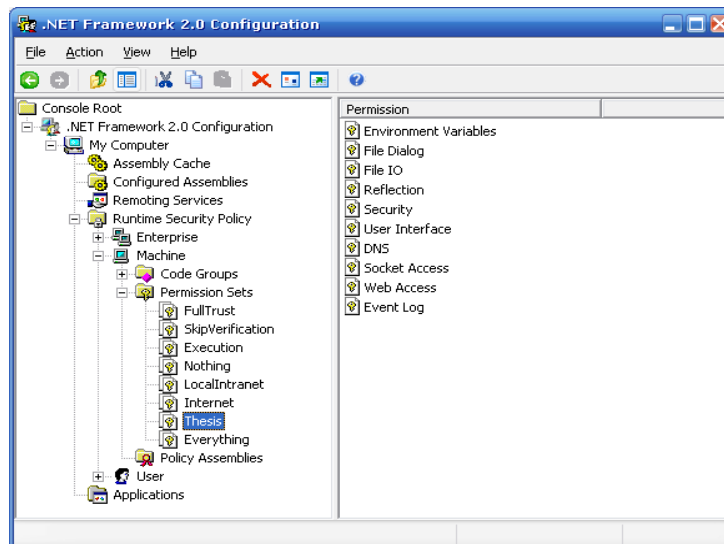 .NET Framework 2.0 Configuration
File Action View Help
Console Root
.NET Framework 2.0 Configuration
My Computer
Assembly Cache
Configured Assemblies
Remoting Services
Runtime Security Policy
Enterprise
Machine
Code Groups
Permission Sets
FullTrust
SkipVerification
Execution
Nothing
LocalIntranet
Internet
Thesis
Everything
Policy Assemblies
User
Applications
Permission
Environment Variables
File Dialog
File IO
Reflection
Security
User Interface
DNS
Socket Access
Web Access
Event Log